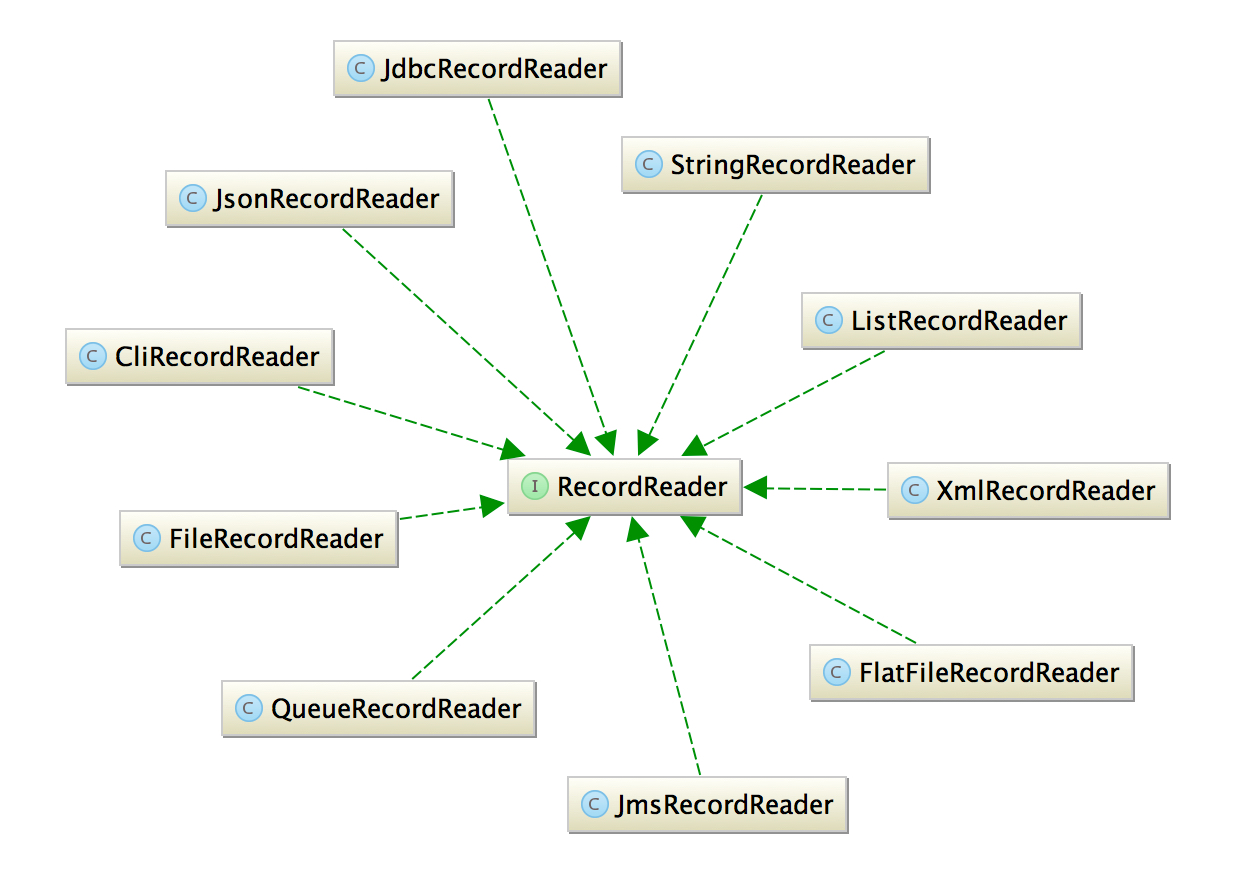 C JdbcRecordReader
C StringRecordReader
C JsonRecordReader
C ListRecordReader
C CliRecordReader
I RecordReader
C XmlRecordReader
C FileRecordReader
C FlatFileRecordReader
C QueueRecordReader
C JmsRecordReader